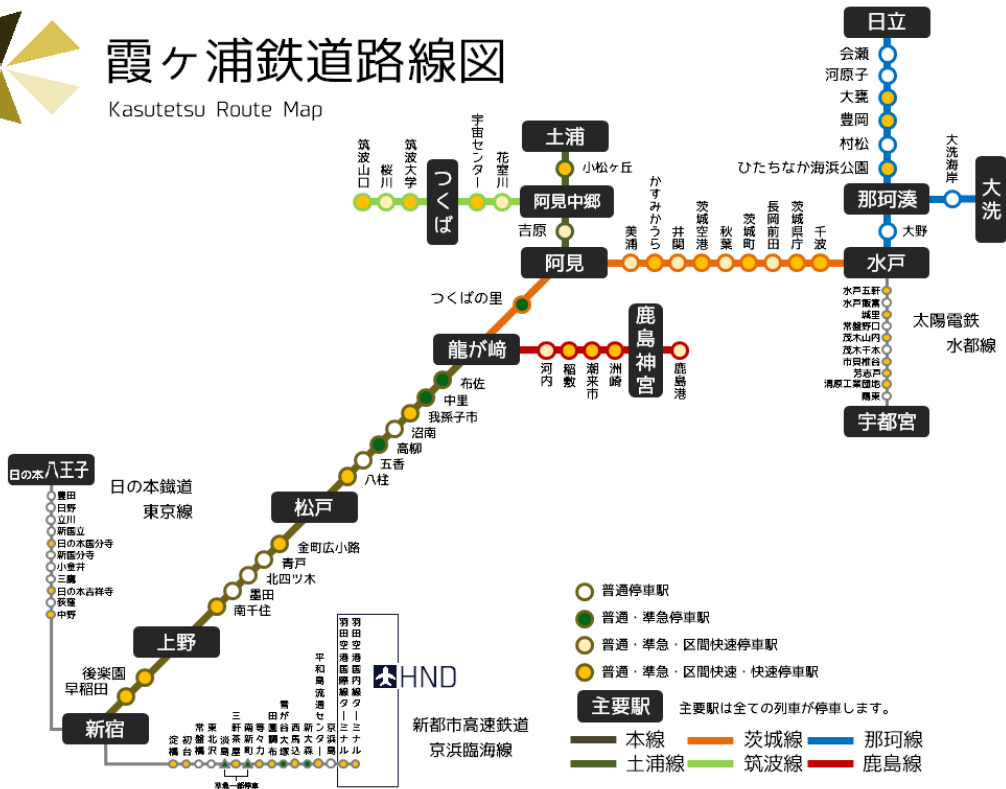 霞ヶ浦鉄道路線図
Kasutetsu Route Map
日立
会瀬
河原子
大甕
豊岡
村松
ひたちなか海浜公園
那珂湊
大洗海岸
大洗
大野
水戸
土浦
小松ヶ丘
阿見中郷
吉原
阿見
筑波山口
桜川
筑波大学
つくば
宇宙センター
花室川
美浦
かすみがうら
井関
茨城空港
秋葉
茨城町
長岡前田
茨城県庁
千波
つくばの里
龍が崎
河内
稲敷
潮来市
洲崎
鹿島神宮
鹿島港
水戸五軒
水戸飯富
城里
常盤野口
茂木山内
茂木千本
市貝椎谷
芳志戸
清原工業団地
陽東
宇都宮
太陽電鉄
水都線
布佐
中里
我孫子市
沼南
高柳
五香
八柱
松戸
金町広小路
青戸
北四ツ木
墨田
南千住
上野
後楽園
早稲田
新宿
日の本八王子
豊田
日野
立川
新国立
日の本国分寺
新国分寺
小金井
三鷹
日の本吉祥寺
荻窪
中野
日の本鐵道
東京線
淀橋
初台
常盤橋
東北沢
淡島
三軒茶屋
南新町
等々力
田園調布
雪が谷大塚
西馬込
新大森
平和島流通センター
京浜島
羽田空港国際線ターミナル
羽田空港国内線ターミナル
準急一部停車
HND
新都市高速鉄道
京浜臨海線
普通停車駅
普通・準急停車駅
普通・準急・区間快速停車駅
普通・準急・区間快速・快速停車駅
主要駅 主要駅は全ての列車が停車します。
本線 茨城線 那珂線
土浦線 筑波線 鹿島線